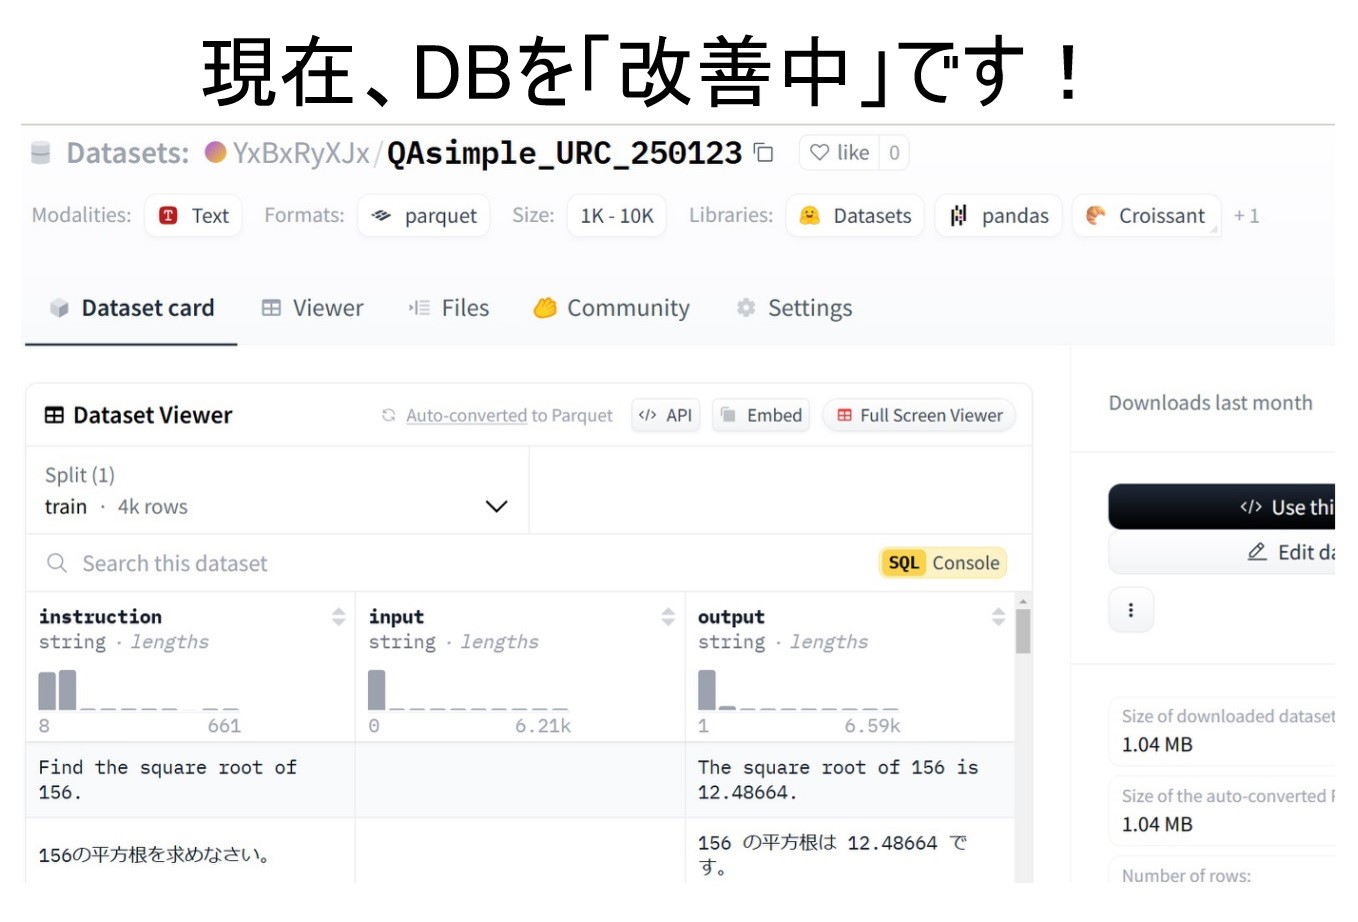 現在、DBを「改善中」です！
Datasets: YxBxRyXJx/QAsimple_URC_250123 like 0
Modalities: Text Formats: parquet Size: 1K - 10K Libraries: Datasets pandas Croissant + 1
Dataset card Viewer Files Community Settings
Dataset Viewer Auto-converted to Parquet </> API Embed Full Screen Viewer
Downloads last month
Split (1)
train · 4k rows
</> Use thi
Edit da
Search this dataset SQL Console
instruction input output
string · lengths string · lengths string · lengths
8 661 0 6.21k 1 6.59k
Find the square root of
156.
The square root of 156 is
12.48664.
156の平方根を求めなさい。
156 の平方根は 12.48664 で
す。
Size of downloaded dataset
1.04 MB
Size of the auto-converted
1.04 MB
Number of rows: